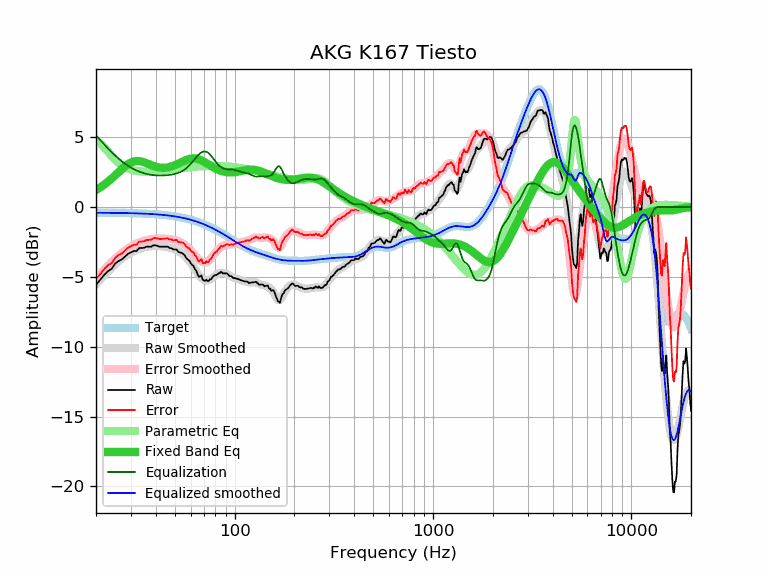 AKG K167 Tiesto
Amplitude (dBr)
5
0
−5
−10
−15
−20
Target
Raw Smoothed
Error Smoothed
Raw
Error
Parametric Eq
Fixed Band Eq
Equalization
Equalized smoothed
100
1000
10000
Frequency (Hz)